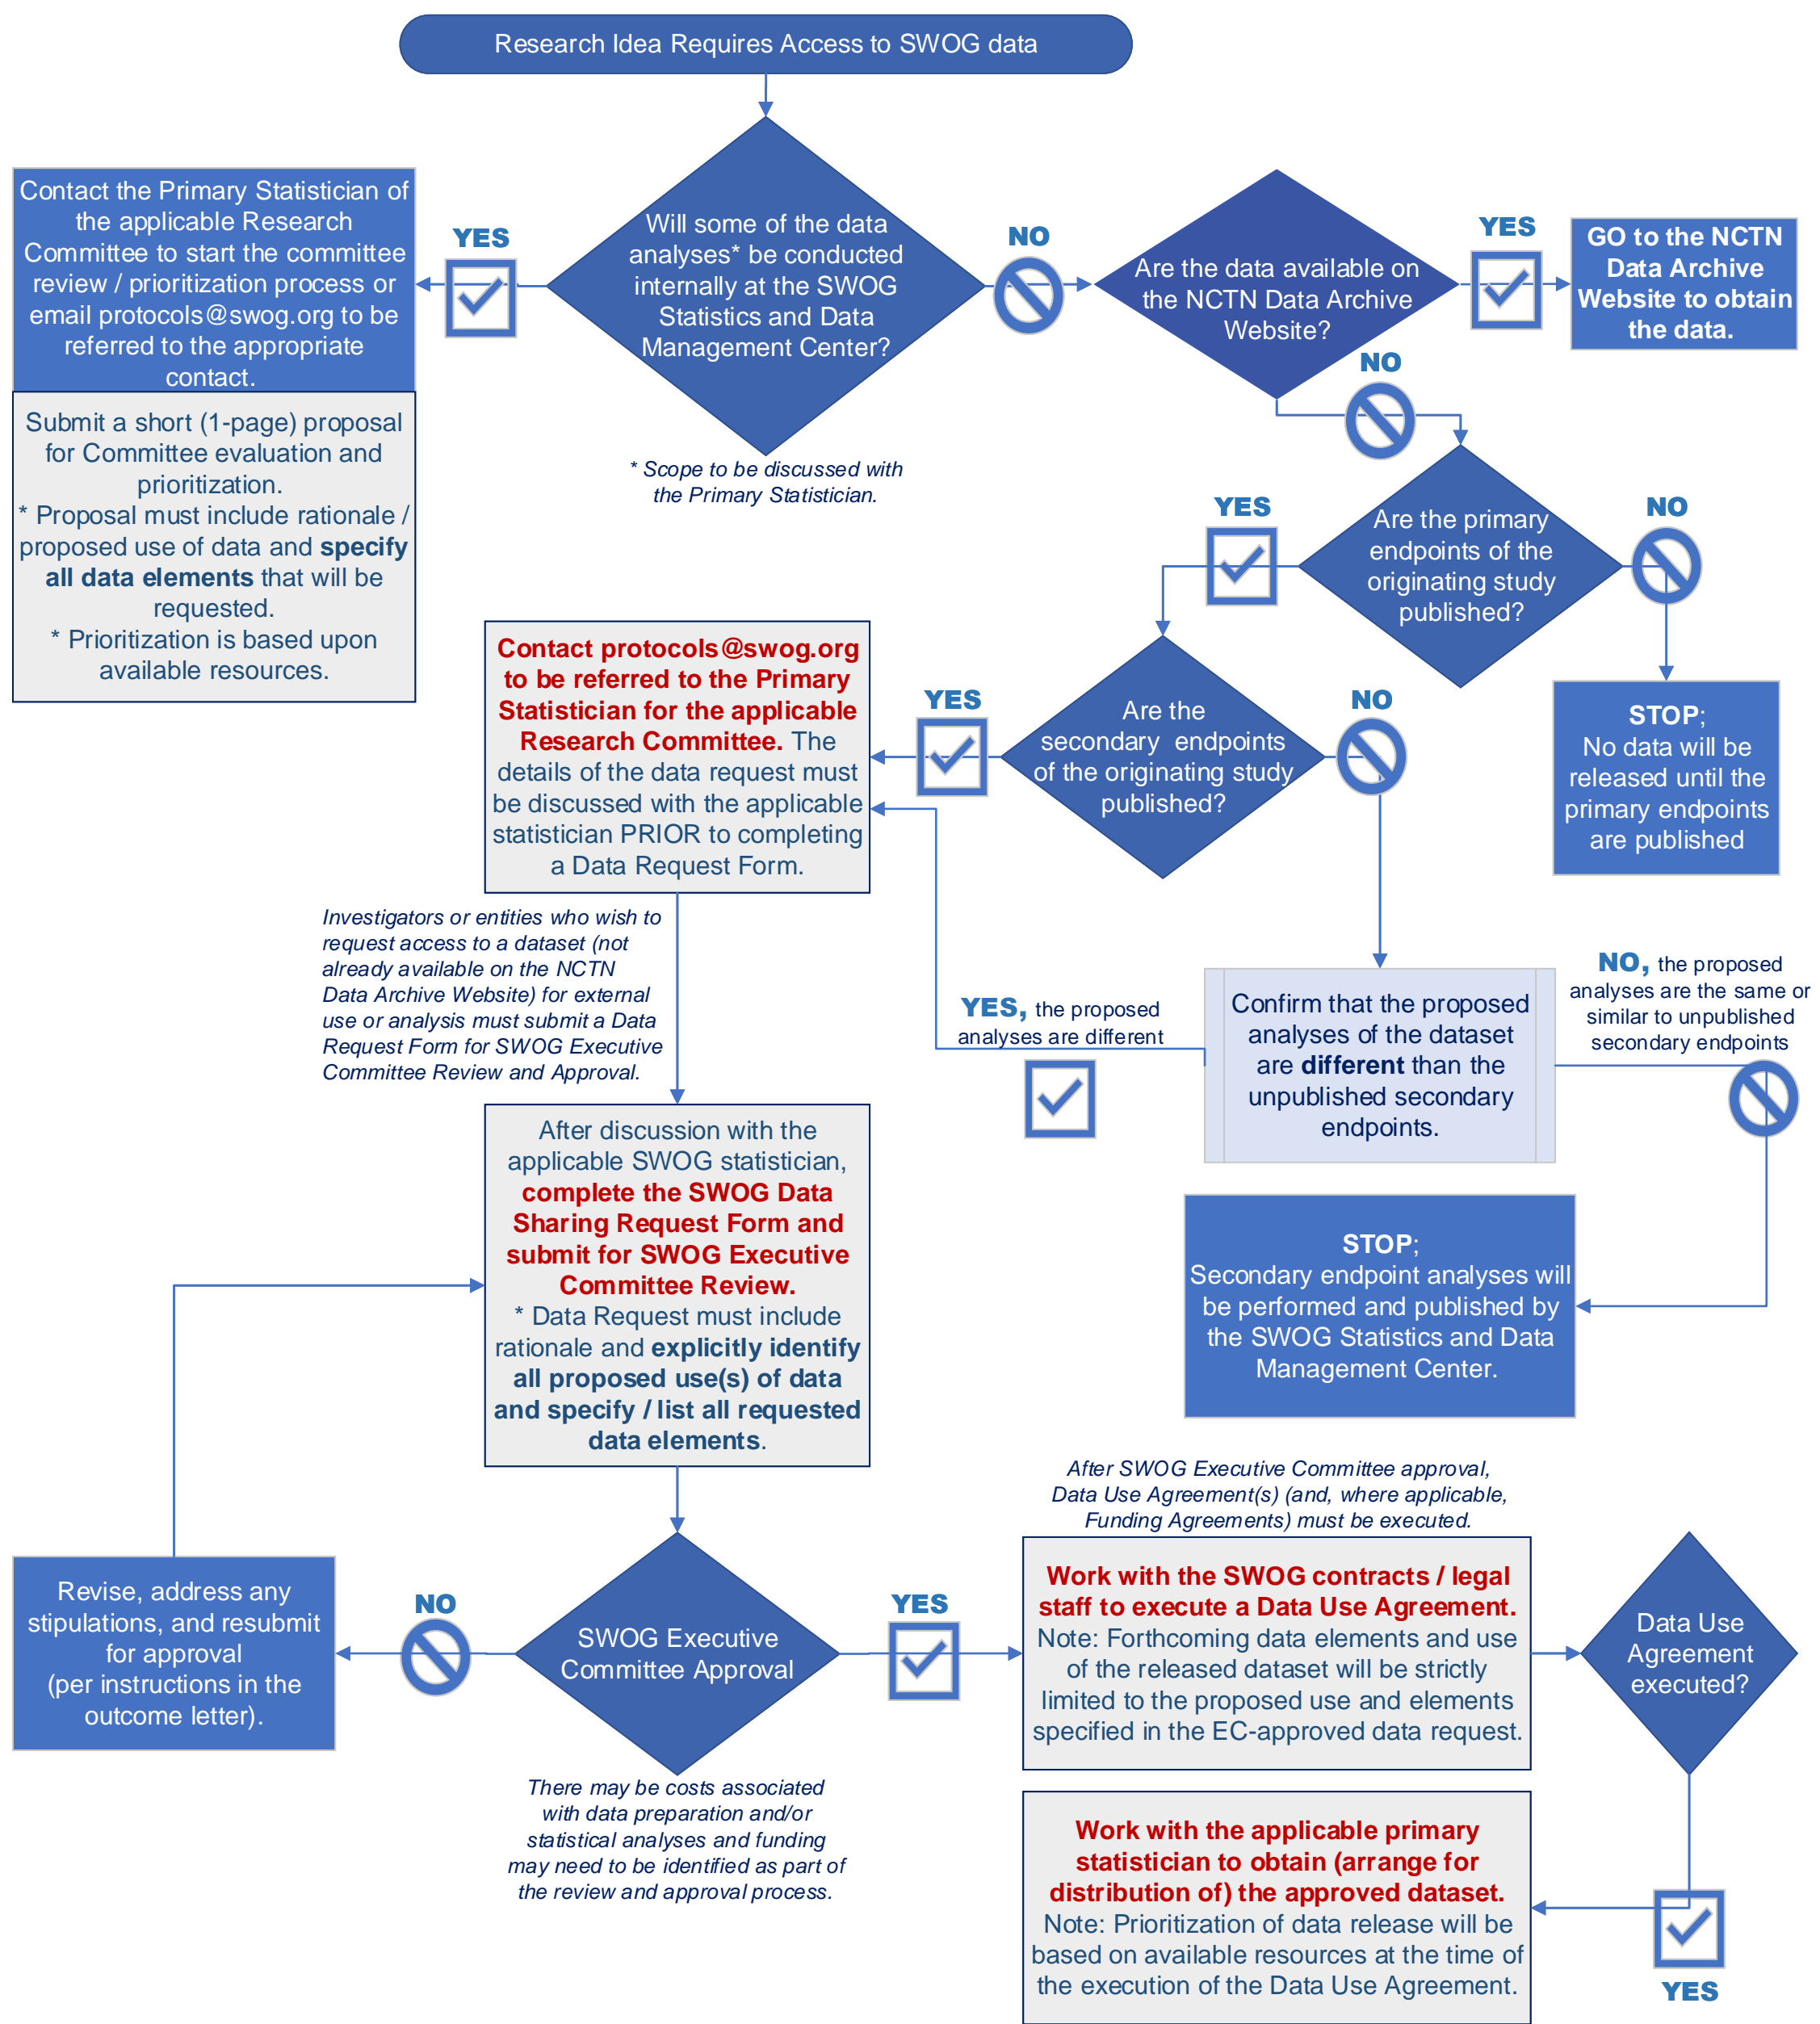 Research Idea Requires Access to SWOG data
Contact the Primary Statistician of
the applicable Research
Committee to start the committee
review / prioritization process or
email protocols@swog.org to be
referred to the appropriate
contact.
Submit a short (1-page) proposal
for Committee evaluation and
prioritization.
* Proposal must include rationale /
proposed use of data and specify
all data elements that will be
requested.
* Prioritization is based upon
available resources.
YES
Will some of the data
analyses* be conducted
internally at the SWOG
Statistics and Data
Management Center?
* Scope to be discussed with
the Primary Statistician.
NO
Are the data available on
the NCTN Data Archive
Website?
YES
GO to the NCTN
Data Archive
Website to obtain
the data.
NO
Are the primary
endpoints of the
originating study
published?
YES
NO
STOP;
No data will be
released until the
primary endpoints
are published
Are the
secondary  endpoints
of the originating study
published?
YES
NO
Contact protocols@swog.org
to be referred to the Primary
Statistician for the applicable
Research Committee. The
details of the data request must
be discussed with the applicable
statistician PRIOR to completing
a Data Request Form.
Investigators or entities who wish to
request access to a dataset (not
already available on the NCTN
Data Archive Website) for external
use or analysis must submit a Data
Request Form for SWOG Executive
Committee Review and Approval.
YES, the proposed
analyses are different
Confirm that the proposed
analyses of the dataset
are different than the
unpublished secondary
endpoints.
NO, the proposed
analyses are the same or
similar to unpublished
secondary endpoints
STOP;
Secondary endpoint analyses will
be performed and published by
the SWOG Statistics and Data
Management Center.
After discussion with the
applicable SWOG statistician,
complete the SWOG Data
Sharing Request Form and
submit for SWOG Executive
Committee Review.
* Data Request must include
rationale and explicitly identify
all proposed use(s) of data
and specify / list all requested
data elements.
SWOG Executive
Committee Approval
NO
Revise, address any
stipulations, and resubmit
for approval
(per instructions in the
outcome letter).
There may be costs associated
with data preparation and/or
statistical analyses and funding
may need to be identified as part of
the review and approval process.
YES
After SWOG Executive Committee approval,
Data Use Agreement(s) (and, where applicable,
Funding Agreements) must be executed.
Work with the SWOG contracts / legal
staff to execute a Data Use Agreement.
Note: Forthcoming data elements and use
of the released dataset will be strictly
limited to the proposed use and elements
specified in the EC-approved data request.
Data Use
Agreement
executed?
YES
Work with the applicable primary
statistician to obtain (arrange for
distribution of) the approved dataset.
Note: Prioritization of data release will be
based on available resources at the time of
the execution of the Data Use Agreement.